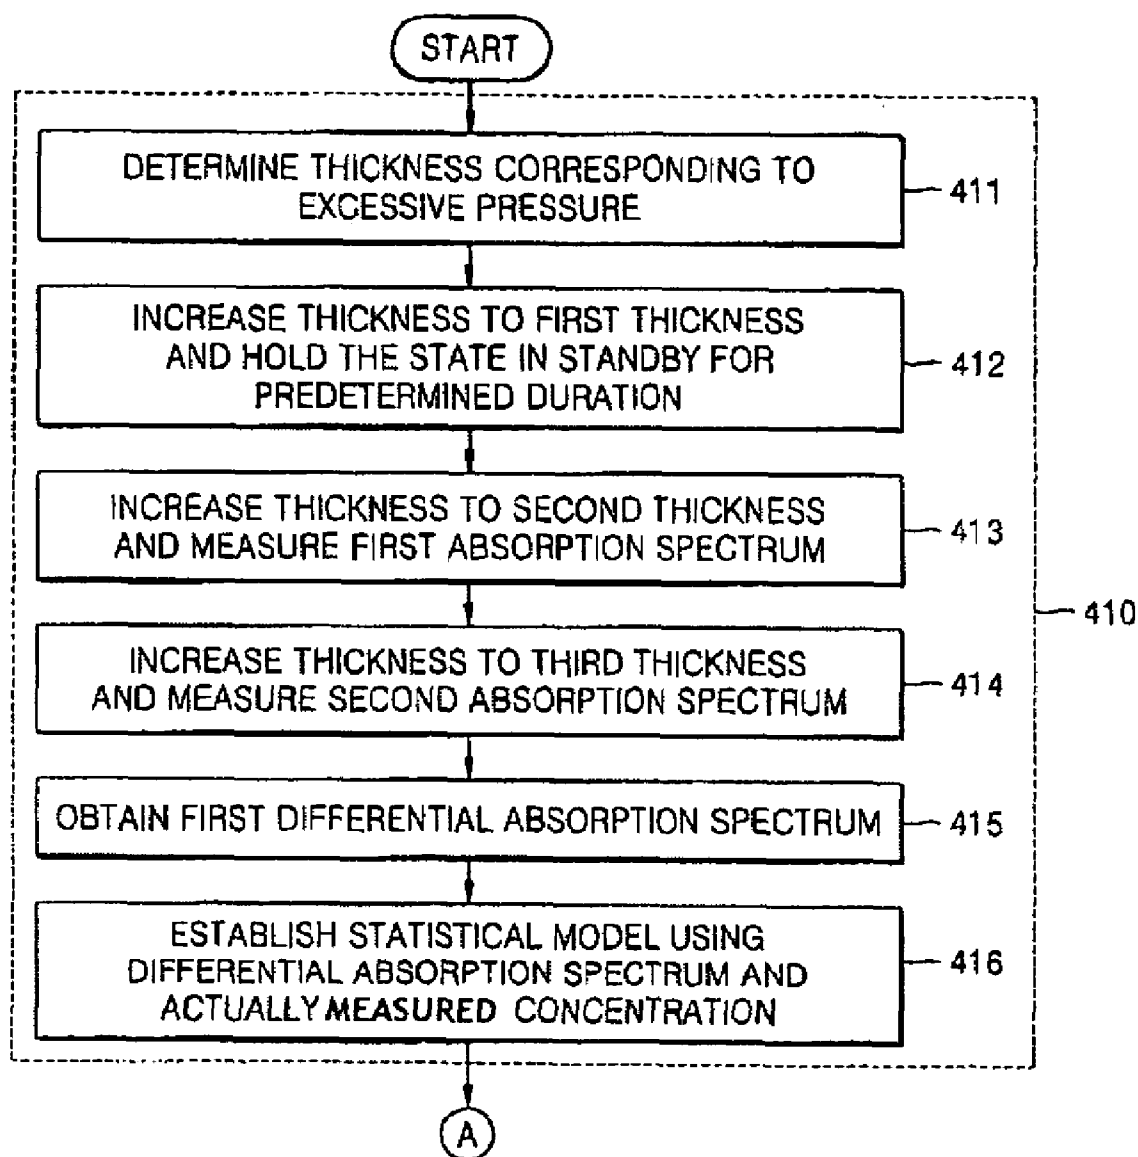 START
DETERMINE THICKNESS CORRESPONDING TO
EXCESSIVE PRESSURE
411
INCREASE THICKNESS TO FIRST THICKNESS
AND HOLD THE STATE IN STANDBY FOR
PREDETERMINED DURATION
412
INCREASE THICKNESS TO SECOND THICKNESS
AND MEASURE FIRST ABSORPTION SPECTRUM
413
410
INCREASE THICKNESS TO THIRD THICKNESS
AND MEASURE SECOND ABSORPTION SPECTRUM
414
OBTAIN FIRST DIFFERENTIAL ABSORPTION SPECTRUM
415
ESTABLISH STATISTICAL MODEL USING
DIFFERENTIAL ABSORPTION SPECTRUM AND
ACTUALLY MEASURED CONCENTRATION
416
A